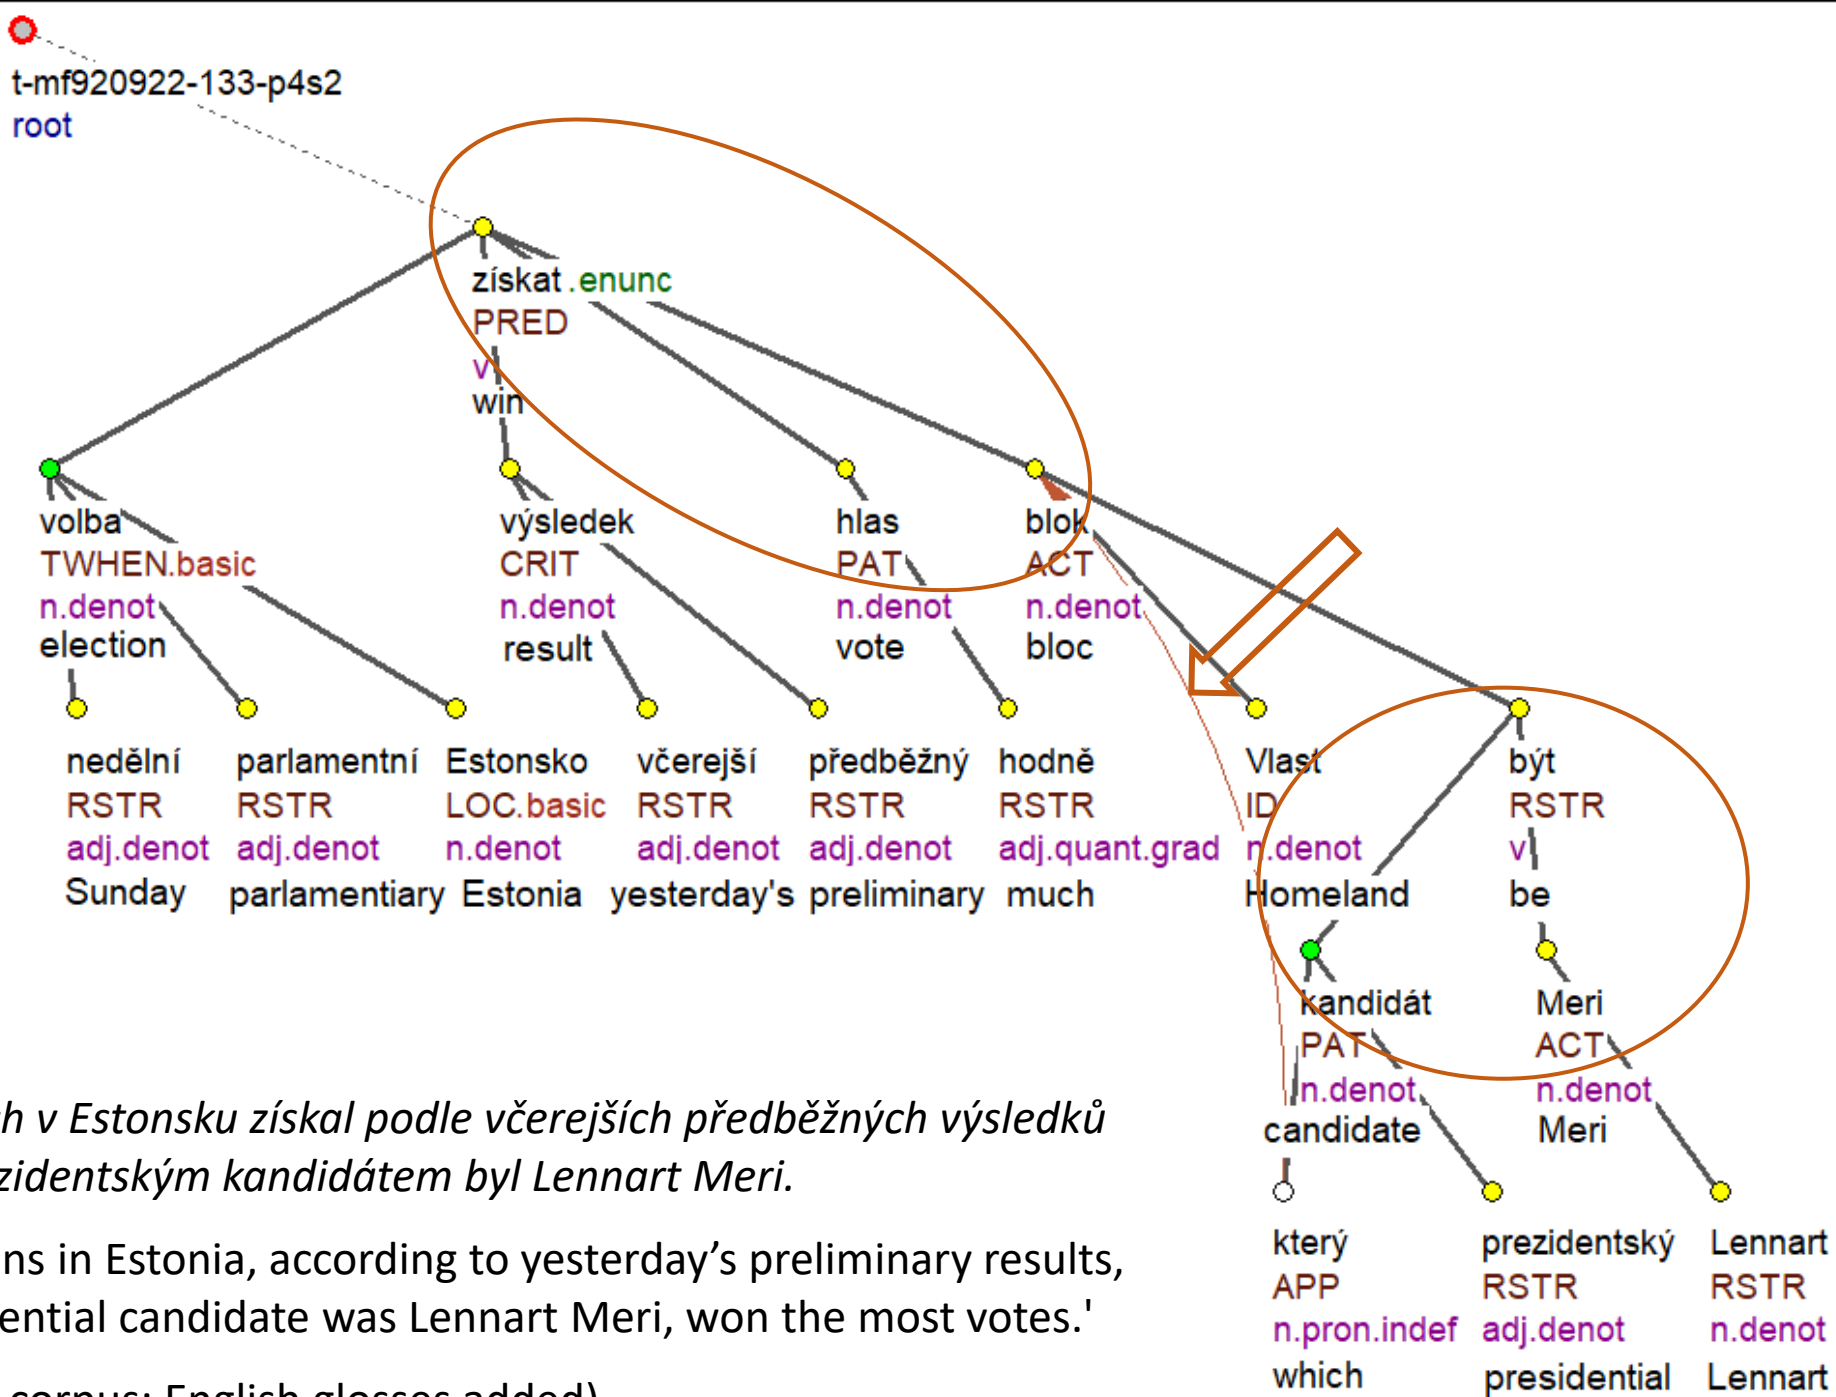 t-mf920922-133-p4s2
root
získat .enunc
PRED
v
win
volba výsledek hlas blok
TWHEN.basic CRIT PAT ACT
n.denot n.denot n.denot n.denot
election result vote bloc
nedělní parlamentní Estonsko včerejší předběžný hodně Vlast být
RSTR RSTR LOC.basic RSTR RSTR RSTR ID RSTR
adj.denot adj.denot n.denot adj.denot adj.denot adj.quant.grad n.denot v
Sunday parlamentiary Estonia yesterday's preliminary much Homeland be
kandidát Meri
PAT ACT
n.denot n.denot
candidate Meri
který prezidentský Lennart
APP RSTR RSTR
n.pron.indef adj.denot n.denot
which presidential Lennart
h v Estonsku získal podle včerejších předběžných výsledků
zidentským kandidátem byl Lennart Meri.
ns in Estonia, according to yesterday’s preliminary results,
ential candidate was Lennart Meri, won the most votes.'
corpus; English glosses added)